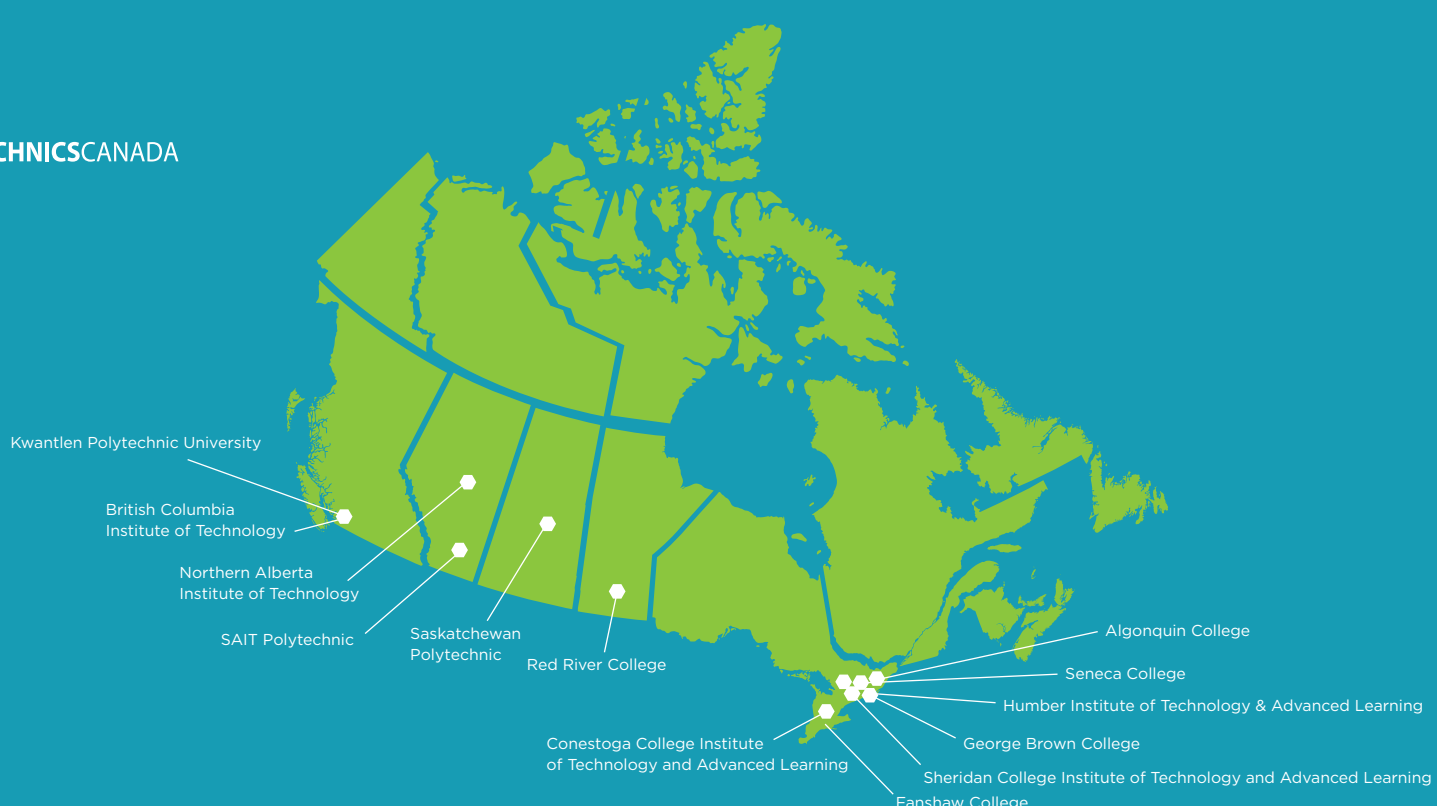 CHNICSCANADA
Kwantlen Polytechnic University
British Columbia
Institute of Technology
Northern Alberta
Institute of Technology
SAIT Polytechnic
Saskatchewan
Polytechnic
Red River College
Algonquin College
Seneca College
Humber Institute of Technology & Advanced Learning
George Brown College
Conestoga College Institute
of Technology and Advanced Learning
Sheridan College Institute of Technology and Advanced Learning
Fanshaw College